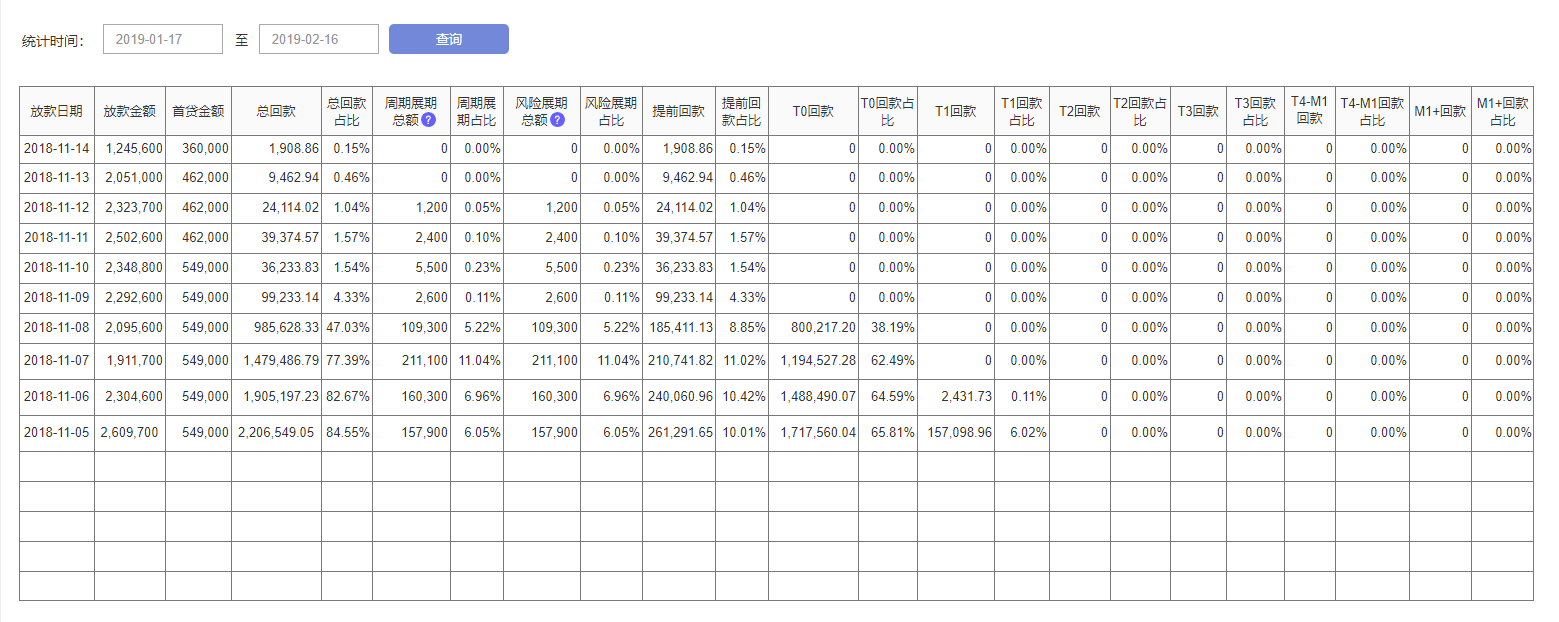 统计时间： 2019-01-17 至 2019-02-16 查询
放款日期 放款金额 首贷金额 总回款 总回款占比 周期展期总额? 周期展期占比 风险展期总额? 风险展期占比 提前回款 提前回款占比 T0回款 T0回款占比 T1回款 T1回款占比 T2回款 T2回款占比 T3回款 T3回款占比 T4-M1回款 T4-M1回款占比 M1+回款 M1+回款占比
2018-11-14 1,245,600 360,000 1,908.86 0.15% 0 0.00% 0 0.00% 1,908.86 0.15% 0 0.00% 0 0.00% 0 0.00% 0 0.00% 0 0.00% 0 0.00%
2018-11-13 2,051,000 462,000 9,462.94 0.46% 0 0.00% 0 0.00% 9,462.94 0.46% 0 0.00% 0 0.00% 0 0.00% 0 0.00% 0 0.00% 0 0.00%
2018-11-12 2,323,700 462,000 24,114.02 1.04% 1,200 0.05% 1,200 0.05% 24,114.02 1.04% 0 0.00% 0 0.00% 0 0.00% 0 0.00% 0 0.00% 0 0.00%
2018-11-11 2,502,600 462,000 39,374.57 1.57% 2,400 0.10% 2,400 0.10% 39,374.57 1.57% 0 0.00% 0 0.00% 0 0.00% 0 0.00% 0 0.00% 0 0.00%
2018-11-10 2,348,800 549,000 36,233.83 1.54% 5,500 0.23% 5,500 0.23% 36,233.83 1.54% 0 0.00% 0 0.00% 0 0.00% 0 0.00% 0 0.00% 0 0.00%
2018-11-09 2,292,600 549,000 99,233.14 4.33% 2,600 0.11% 2,600 0.11% 99,233.14 4.33% 0 0.00% 0 0.00% 0 0.00% 0 0.00% 0 0.00% 0 0.00%
2018-11-08 2,095,600 549,000 985,628.33 47.03% 109,300 5.22% 109,300 5.22% 185,411.13 8.85% 800,217.20 38.19% 0 0.00% 0 0.00% 0 0.00% 0 0.00% 0 0.00%
2018-11-07 1,911,700 549,000 1,479,486.79 77.39% 211,100 11.04% 211,100 11.04% 210,741.82 11.02% 1,194,527.28 62.49% 0 0.00% 0 0.00% 0 0.00% 0 0.00% 0 0.00%
2018-11-06 2,304,600 549,000 1,905,197.23 82.67% 160,300 6.96% 160,300 6.96% 240,060.96 10.42% 1,488,490.07 64.59% 2,431.73 0.11% 0 0.00% 0 0.00% 0 0.00% 0 0.00%
2018-11-05 2,609,700 549,000 2,206,549.05 84.55% 157,900 6.05% 157,900 6.05% 261,291.65 10.01% 1,717,560.04 65.81% 157,098.96 6.02% 0 0.00% 0 0.00% 0 0.00% 0 0.00%